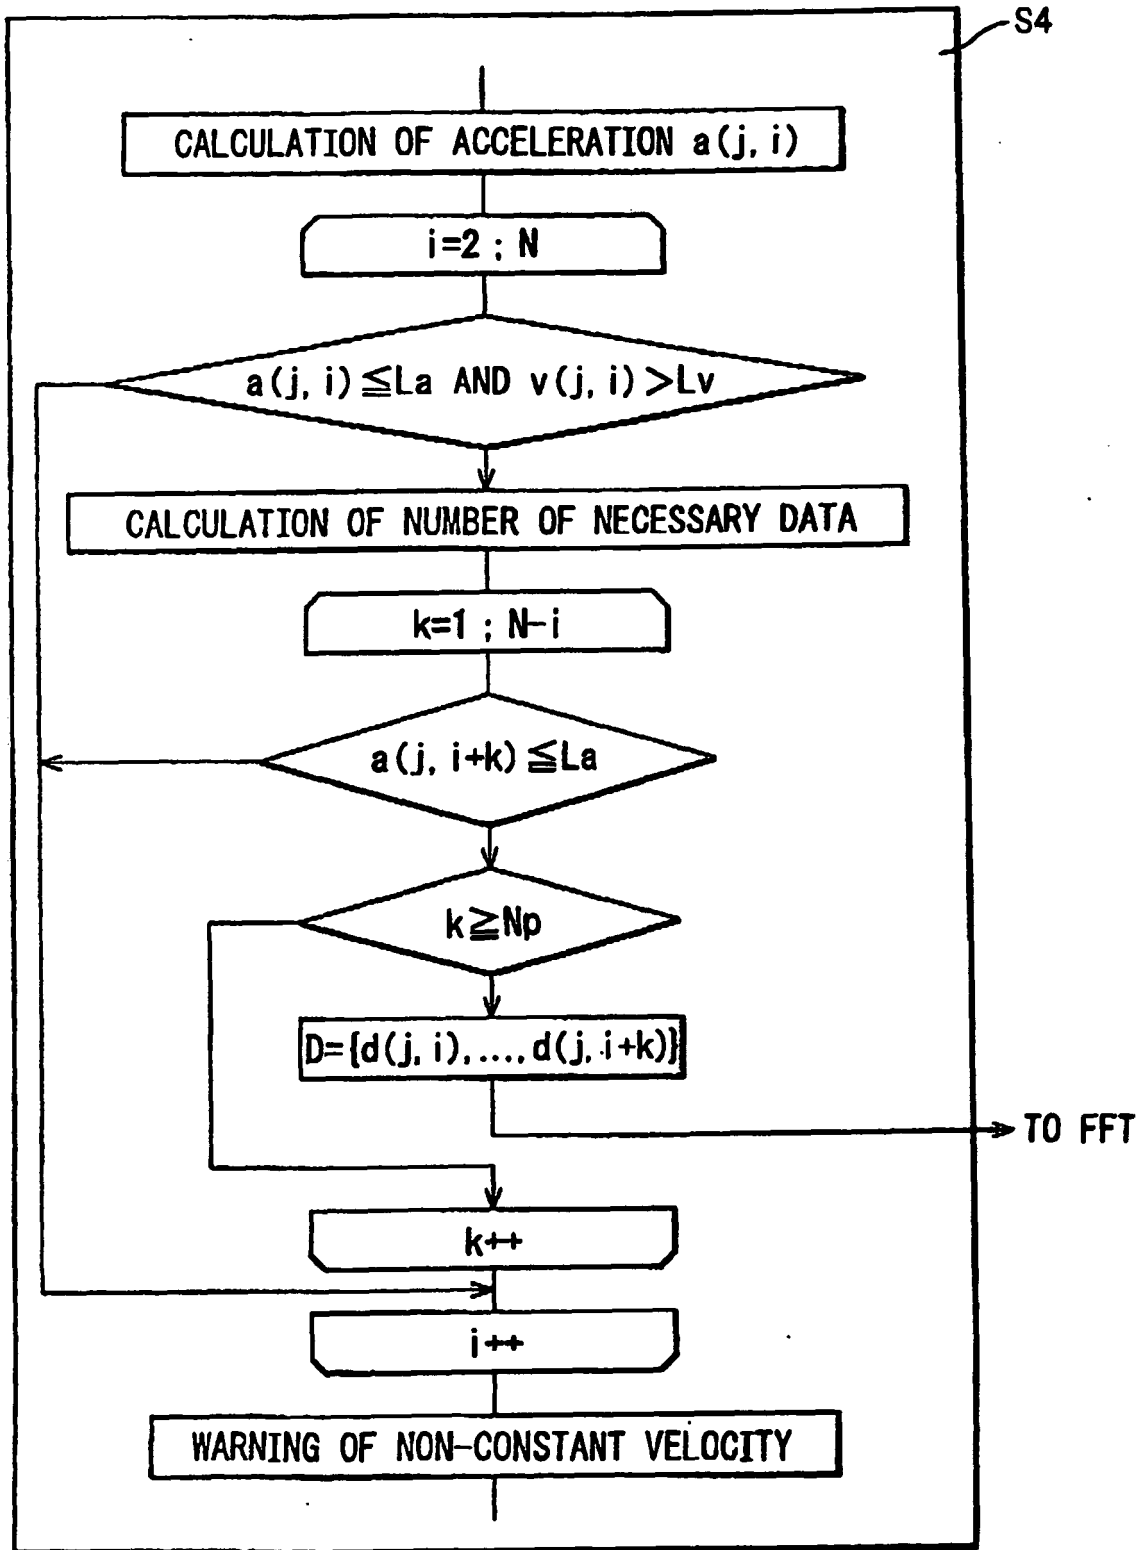 S4
CALCULATION OF ACCELERATION a(j, i)
i=2 ; N
a(j, i)≦La AND v(j, i)>Lv
CALCULATION OF NUMBER OF NECESSARY DATA
k=1 ; N-i
a(j, i+k)≦La
k≧Np
D={d(j, i),...,d(j, i+k)}
TO FFT
k++
i++
WARNING OF NON-CONSTANT VELOCITY